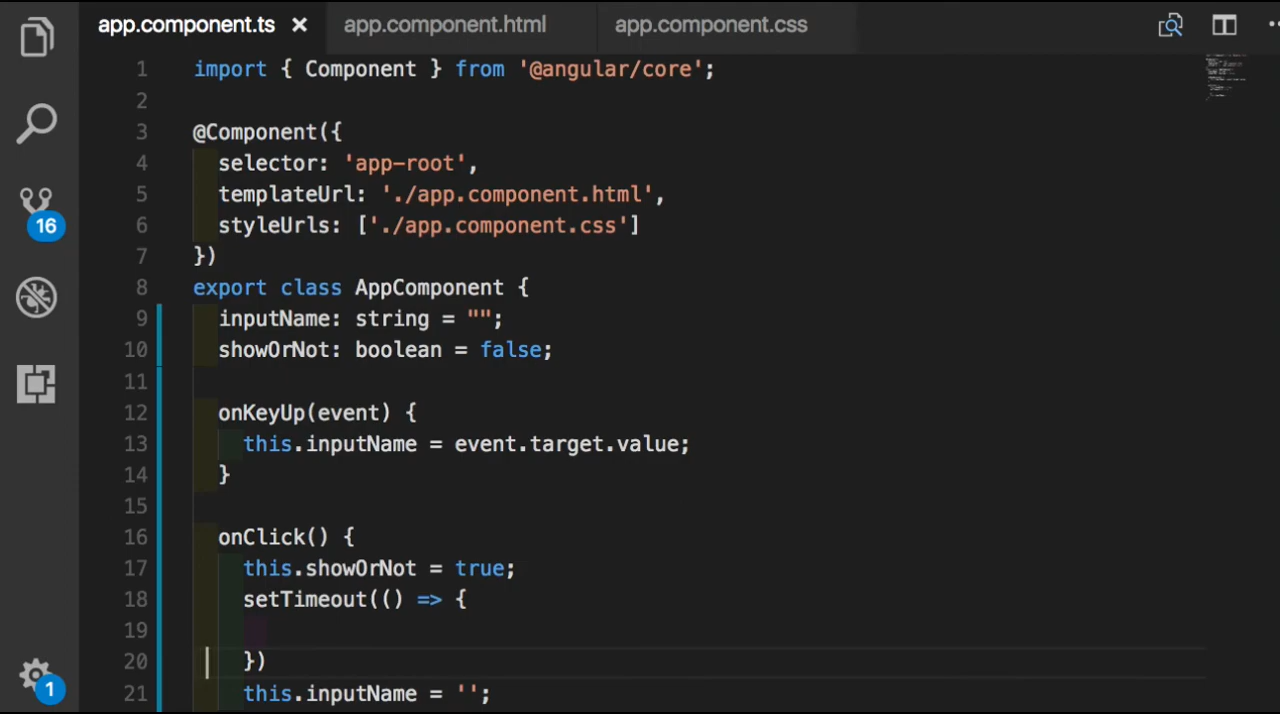 app.component.ts × app.component.html app.component.css
1 import { Component } from '@angular/core';
2
3 @Component({
4 selector: 'app-root',
5 templateUrl: './app.component.html',
6 styleUrls: ['./app.component.css']
7 })
8 export class AppComponent {
9 inputName: string = "";
10 showOrNot: boolean = false;
11
12 onKeyUp(event) {
13 this.inputName = event.target.value;
14 }
15
16 onClick() {
17 this.showOrNot = true;
18 setTimeout(() => {
19
20 })
21 this.inputName = '';
16
1